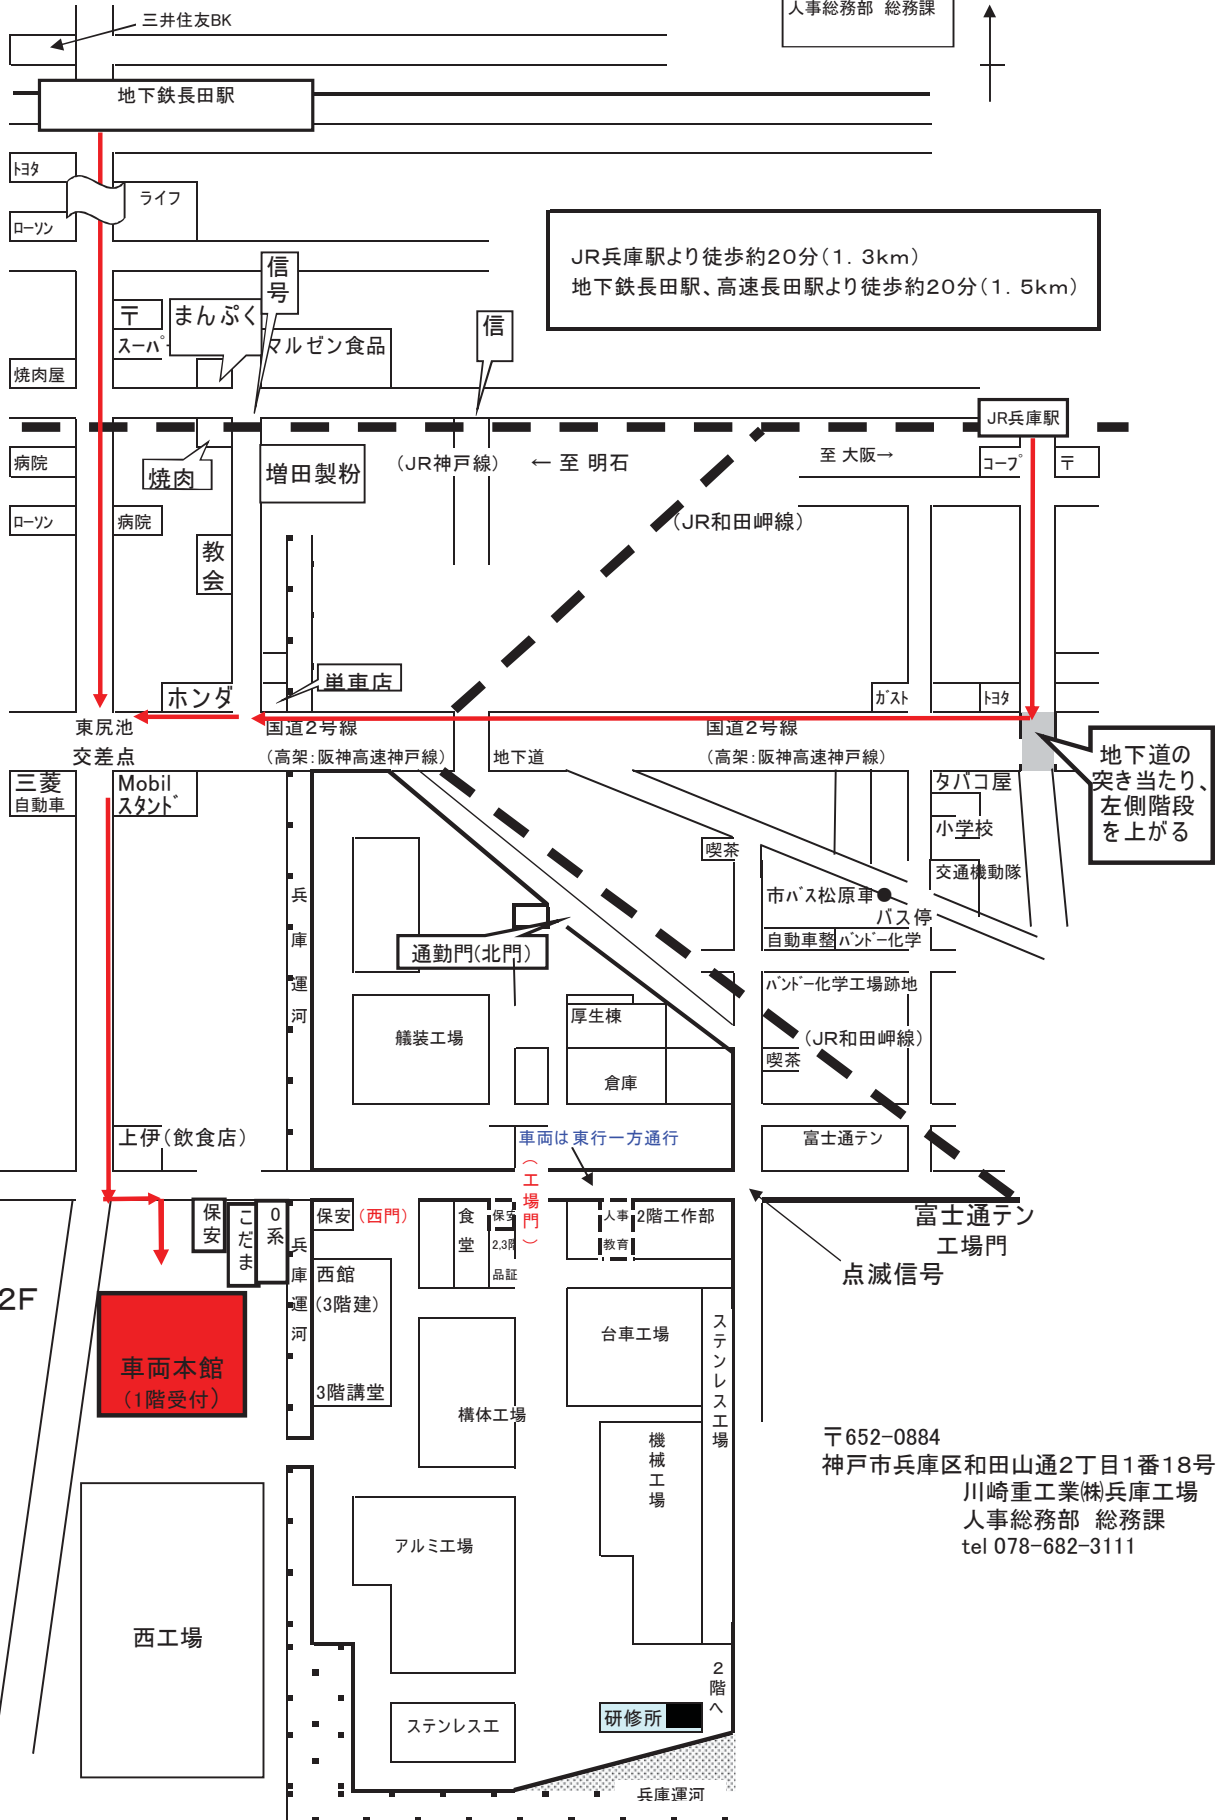 人事総務部 総務課
三井住友BK
地下鉄長田駅
トヨタ
ライフ
ローソン
JR兵庫駅より徒歩約20分(1.3km)
地下鉄長田駅、高速長田駅より徒歩約20分(1.5km)
信号
〒
まんぷく
信
スーパー
マルゼン食品
焼肉屋
JR兵庫駅
病院
焼肉
増田製粉
(JR神戸線)
← 至 明石
至 大阪→
コープ
〒
ローソン
病院
(JR和田岬線)
教会
単車店
ホンダ
ガスト
トヨタ
東尻池
交差点
国道2号線
(高架:阪神高速神戸線)
地下道
国道2号線
(高架:阪神高速神戸線)
地下道の
突き当たり、
左側階段
を上がる
三菱
自動車
Mobil
スタンド
タバコ屋
小学校
喫茶
交通機動隊
兵庫運河
市バス松原車
バス停
通勤門(北門)
自動車整
バンドー化学
バンドー化学工場跡地
艤装工場
厚生棟
(JR和田岬線)
喫茶
倉庫
上伊(飲食店)
車両は東行一方通行
富士通テン
(工場門)
保安
こだま
0系
保安
(西門)
食堂
保安
2,3階
品証
人事
教育
2階工作部
富士通テン
工場門
点滅信号
兵庫運河
西館
(3階建)
3階講堂
2F
車両本館
(1階受付)
台車工場
ステンレス工場
構体工場
機械工場
〒652-0884
神戸市兵庫区和田山通2丁目1番18号
川崎重工業㈱兵庫工場
人事総務部 総務課
tel 078-682-3111
アルミ工場
西工場
2階へ
ステンレス工
研修所
兵庫運河